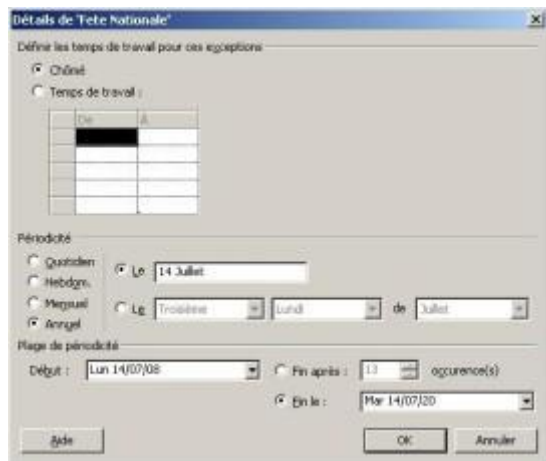 Détails de 'Fete Nationale'
Définir les temps de travail pour ces exceptions
Chômé
Temps de travail :
De À
Périodicité
Quotidien
Hebdom.
Mensuel
Annuel
Le 14 Juillet
Le Troisième Lundi de Juillet
Plage de périodicité
Début : Lun 14/07/08 Fin après : 13 occurence(s)
Fin le : Mar 14/07/20
Aide OK Annuler